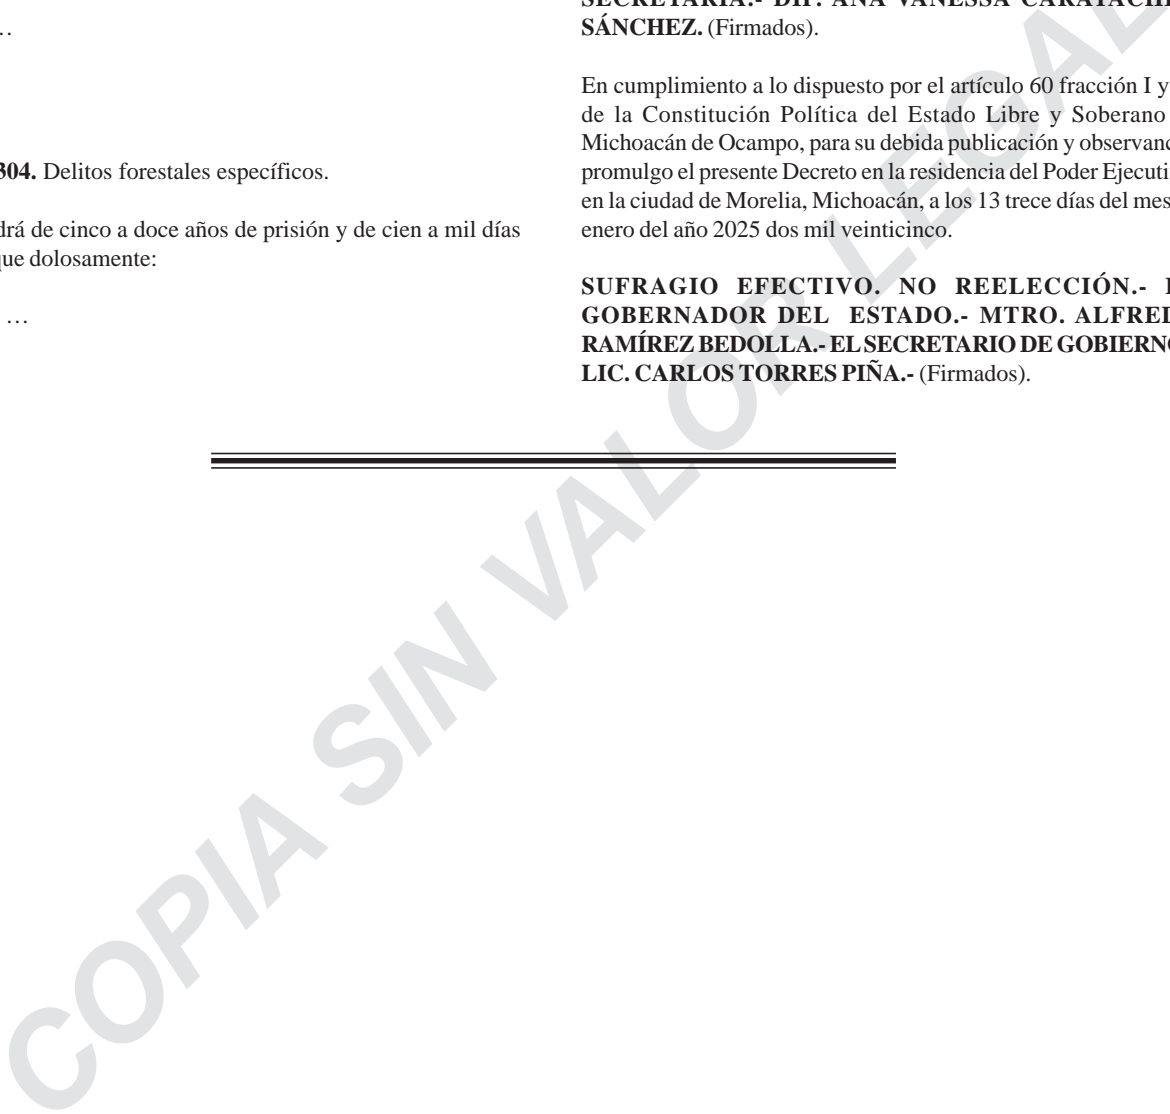 …
304. Delitos forestales específicos.
drá de cinco a doce años de prisión y de cien a mil días
que dolosamente:
…
SECRETARIA.- DIP. ANA VANESSA CARATACHE
SÁNCHEZ. (Firmados).
En cumplimiento a lo dispuesto por el artículo 60 fracción I y
de la Constitución Política del Estado Libre y Soberano
Michoacán de Ocampo, para su debida publicación y observanc
promulgo el presente Decreto en la residencia del Poder Ejecuti
en la ciudad de Morelia, Michoacán, a los 13 trece días del mes
enero del año 2025 dos mil veinticinco.
SUFRAGIO EFECTIVO. NO REELECCIÓN.-
GOBERNADOR DEL ESTADO.- MTRO. ALFRED
RAMÍREZ BEDOLLA.- EL SECRETARIO DE GOBIERNO
LIC. CARLOS TORRES PIÑA.- (Firmados).
COPIA SIN VALOR LEGAL